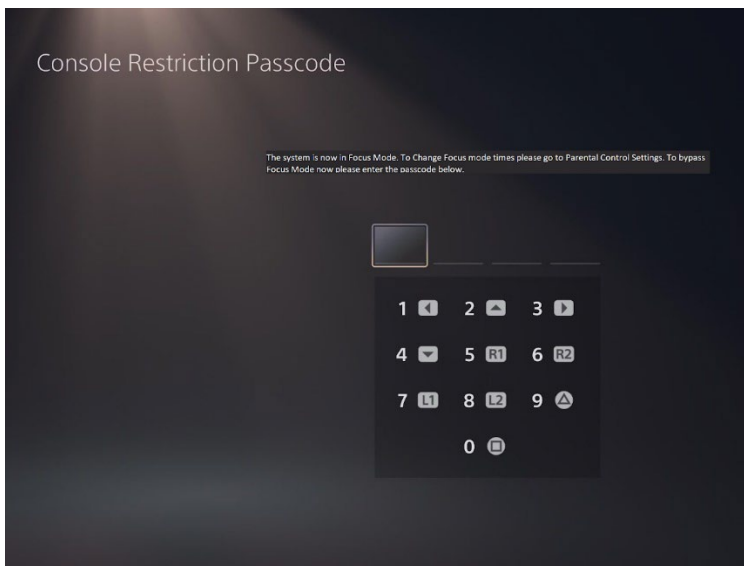 Console Restriction Passcode
The system is now in Focus Mode. To Change Focus mode times please go to Parental Control Settings. To bypass
Focus Mode now please enter the passcode below.
1 2 3
4 5 R1 6 R2
7 L1 8 L2 9
0